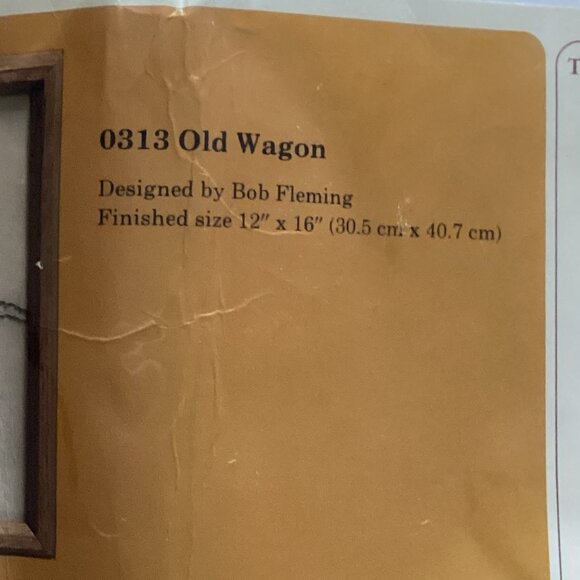 0313 Old Wagon
Designed by Bob Fleming
Finished size 12″ x 16″ (30.5 cm x 40.7 cm)
T